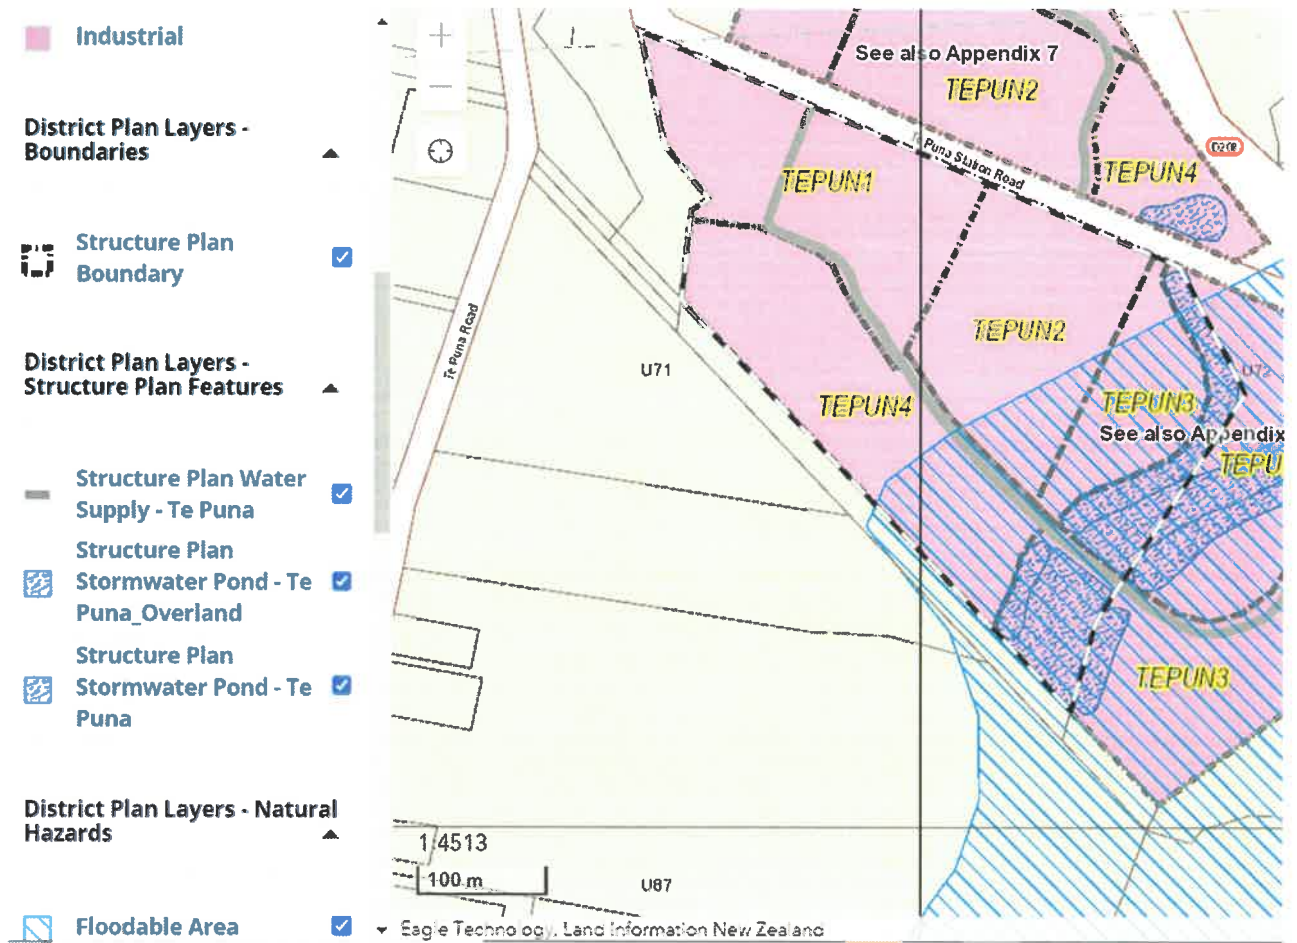 Industrial
District Plan Layers -
Boundaries
Structure Plan
Boundary
District Plan Layers -
Structure Plan Features
Structure Plan Water
Supply - Te Puna
Structure Plan
Stormwater Pond - Te
Puna_Overland
Structure Plan
Stormwater Pond - Te
Puna
District Plan Layers - Natural
Hazards
Floodable Area
See also Appendix 7
TEPUN2
D208
Puna Station Road
TEPUN4
TEPUN1
TEPUN2
Te Puna Road
U71
U72
TEPUN3
TEPUN4
See also Appendix
TEPU
TEPUN3
1:4513
100 m
U87
Eagle Technology, Land Information New Zealand